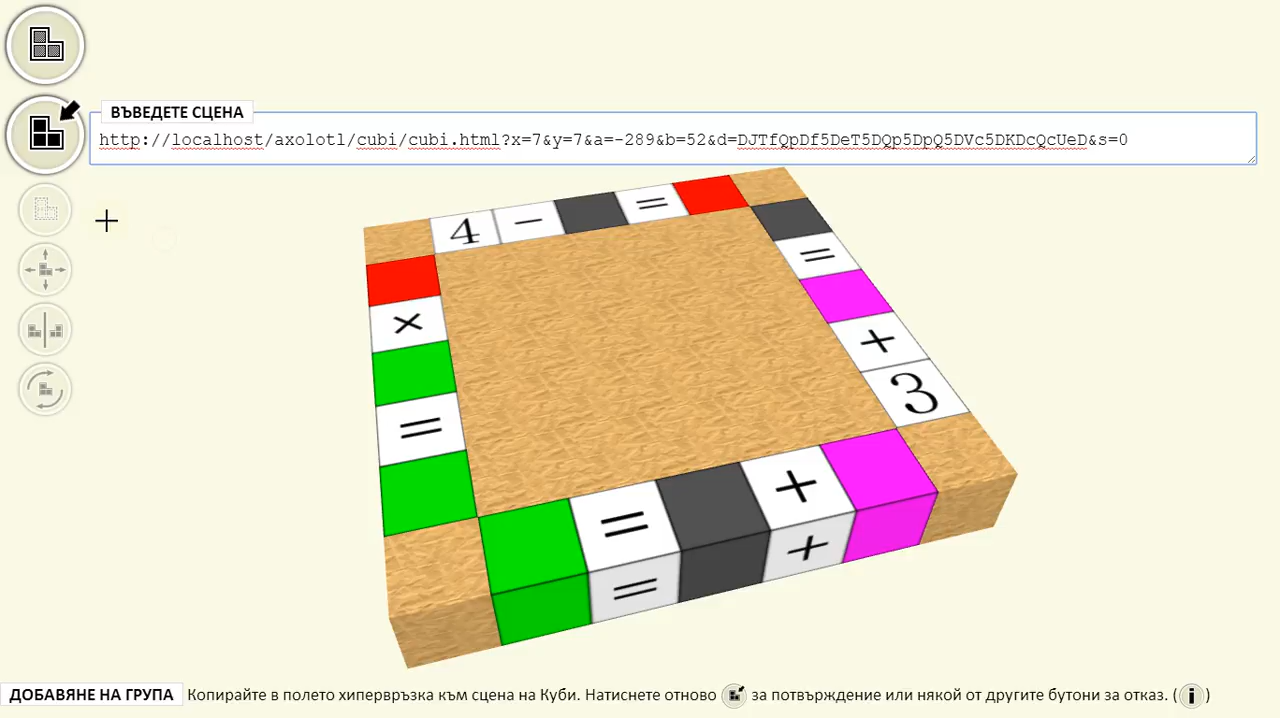 ВЪВЕДЕТЕ СЦЕНА
http://localhost/axolotl/cubi/cubi.html?x=7&y=7&a=-289&b=52&d=DJTfQpDf5DeT5DQp5DpQ5DVc5DKDcQcUeD&s=0
4 − =
× =
= +
= + 3
= +
ДОБАВЯНЕ НА ГРУПА Копирайте в полето хипервръзка към сцена на Куби. Натиснете отново за потвърждение или някой от другите бутони за отказ. (i)